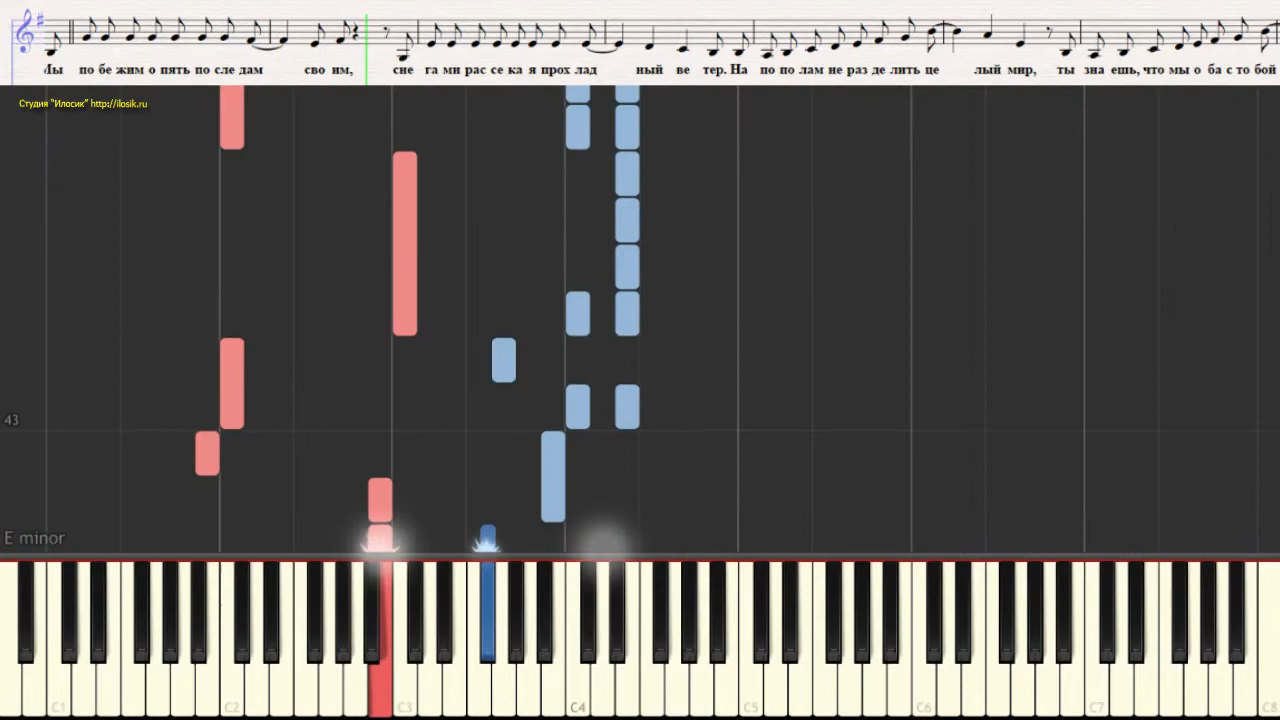 Мы по бе жим о пять по сле дам сво им, сне га ми рас се ка я прох лад ный ве тер. На по по лам не раз де лить це лый мир, ты зна ешь, что мы о ба с то бой
Студия "Илосик" http://ilosik.ru
43
E minor
C1 C2 C3 C4 C5 C6 C7 C8